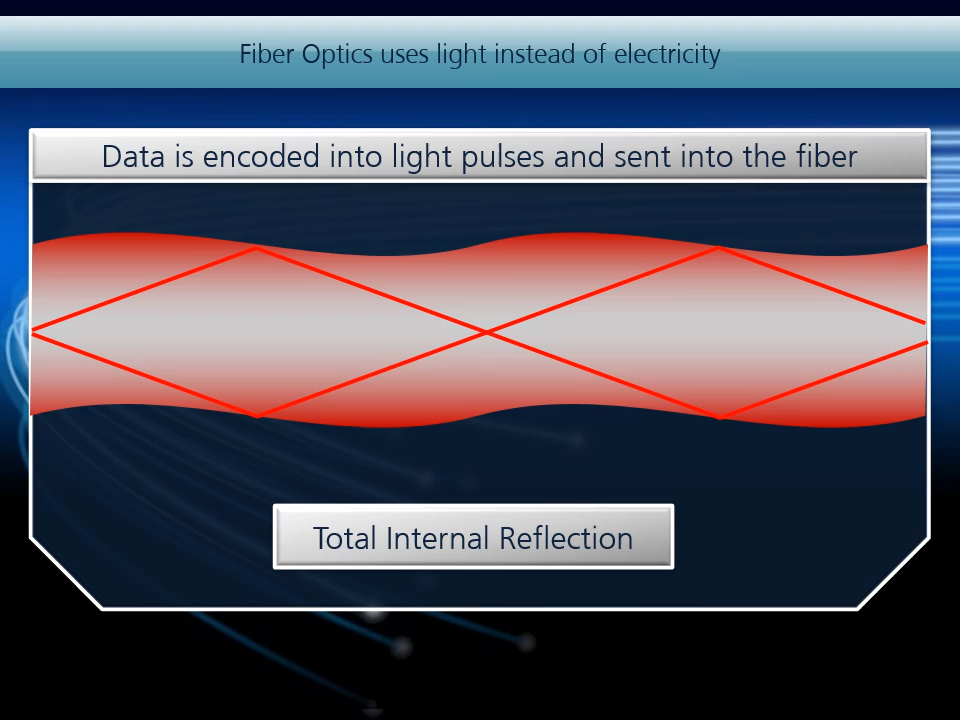 Fiber Optics uses light instead of electricity
Data is encoded into light pulses and sent into the fiber
Total Internal Reflection